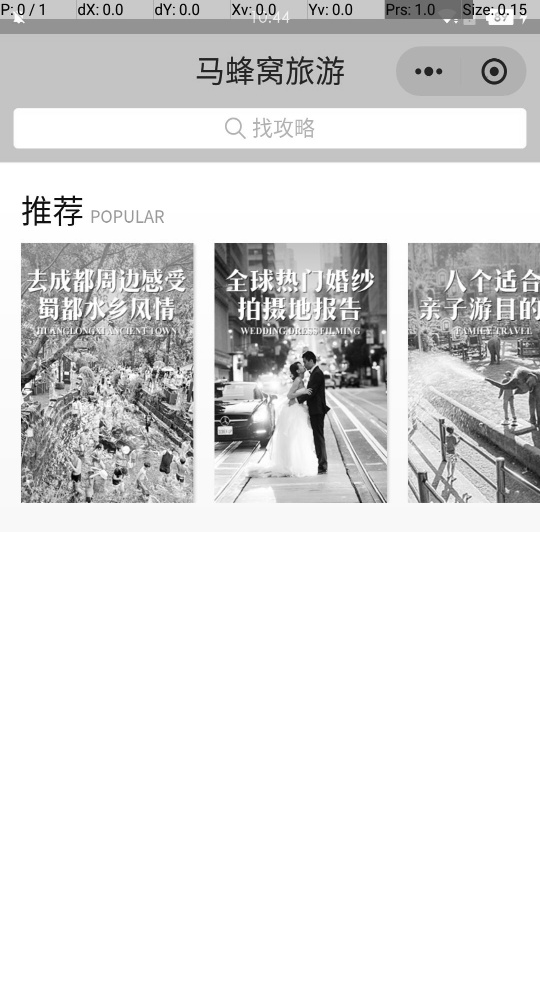 P: 0 / 1 dX: 0.0 dY: 0.0 Xv: 0.0 Yv: 0.0 Prs: 1.0 Size: 0.15
10:44
马蜂窝旅游
找攻略
推荐 POPULAR
去成都周边感受
蜀都水乡风情
HUANGLONGXI ANCIENT TOWN
全球热门婚纱
拍摄地报告
WEDDING DRESS FILMING
八个适合
亲子游目的
FAMILY TRAVEL